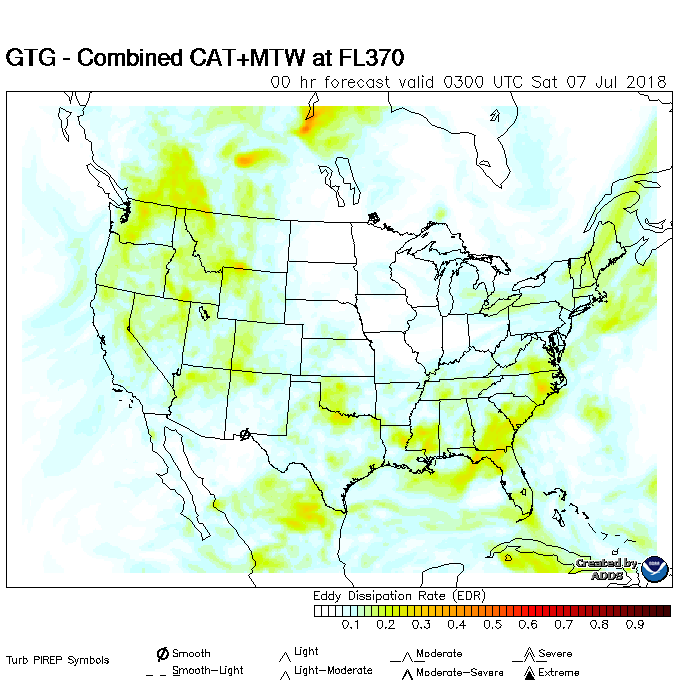 GTG - Combined CAT+MTW at FL370
00 hr forecast valid 0300 UTC Sat 07 Jul 2018
Created by
ADDS
Eddy Dissipation Rate (EDR)
0.1 0.2 0.3 0.4 0.5 0.6 0.7 0.8 0.9
Turb PIREP Symbols
Smooth Light Moderate Severe
Smooth-Light Light-Moderate Moderate-Severe Extreme